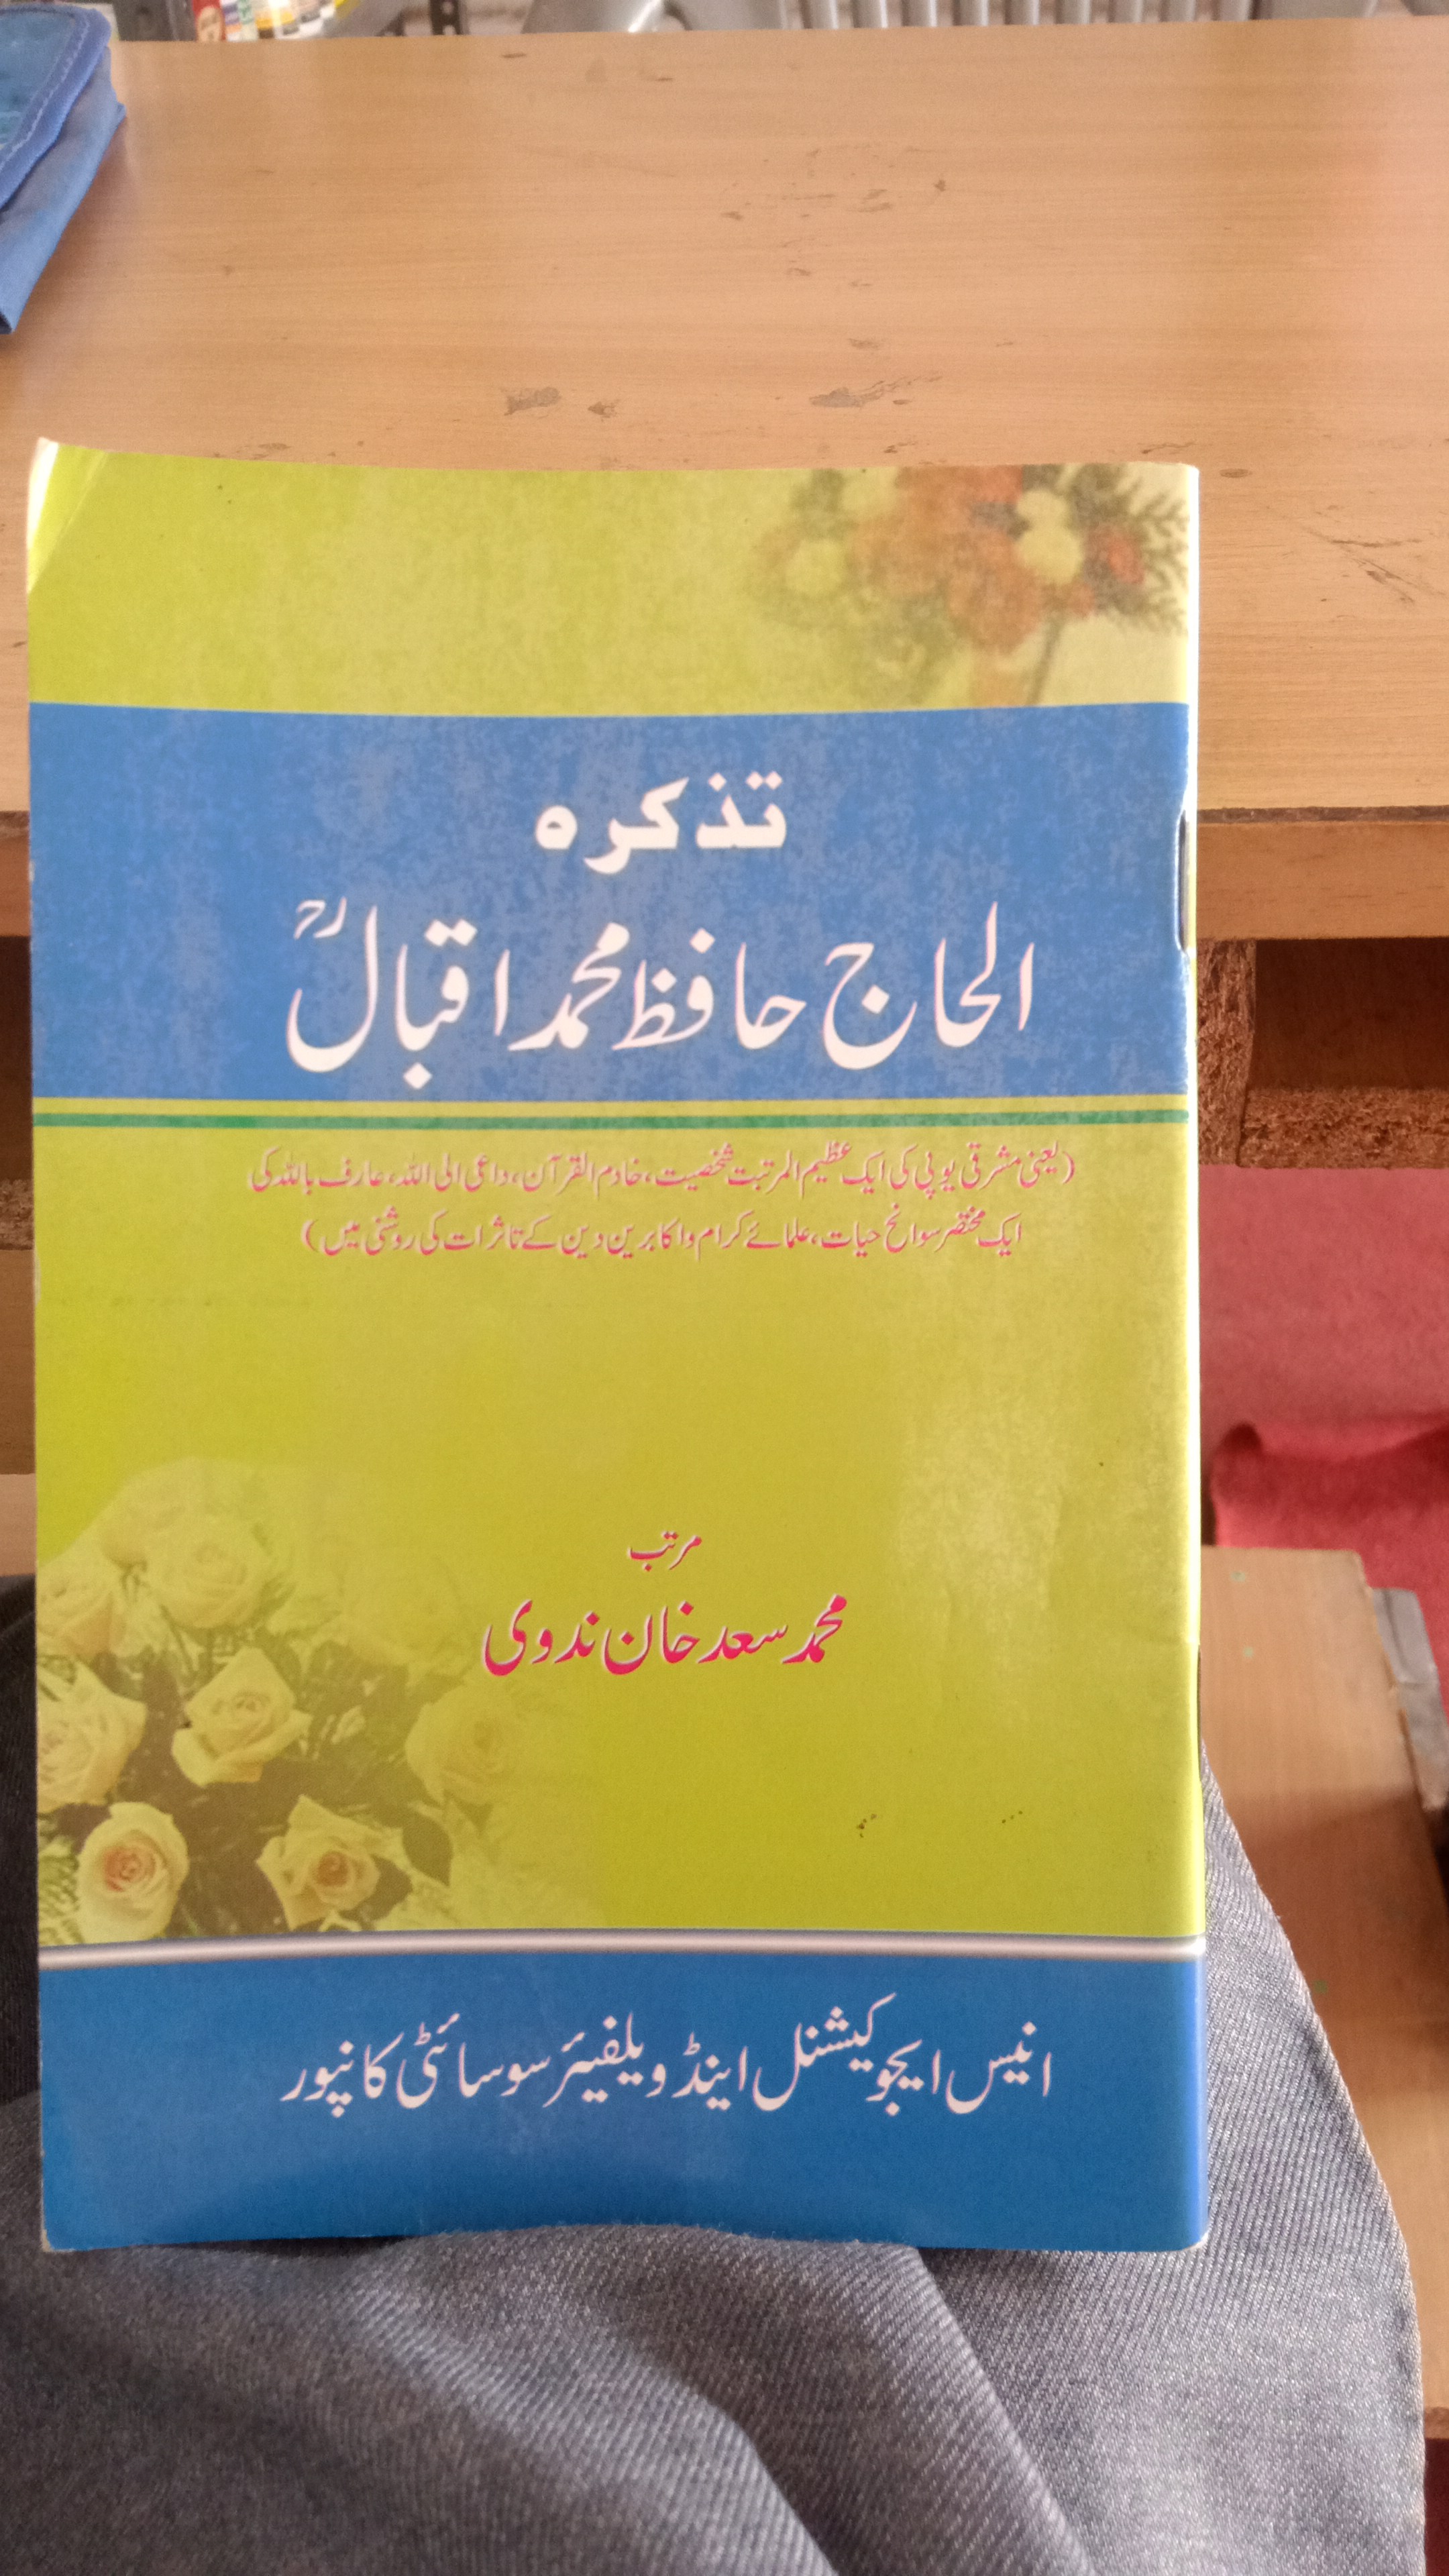 تذکرہ
الحاج حافظ محمد اقبالؒ
(یعنی مشرقی یوپی کی ایک عظیم المرتبت شخصیت، خادم القرآن، داعی الی اللہ، عارف باللہ کی
ایک مختصر سوانح حیات، علمائے کرام و اکابرین دین کے تاثرات کی روشنی میں)
مرتب
محمد سعد خان ندوی
انیس ایجوکیشنل اینڈ ویلفیئر سوسائٹی کانپور